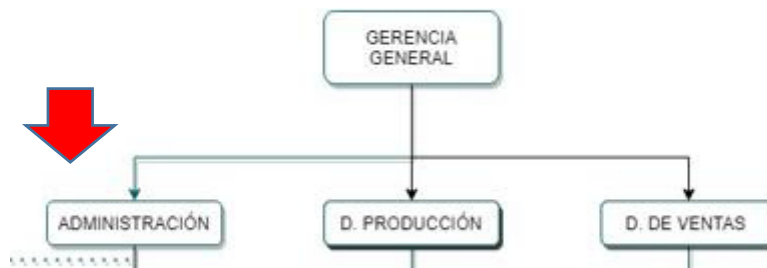 GERENCIA
GENERAL
ADMINISTRACIÓN
D. PRODUCCIÓN
D. DE VENTAS